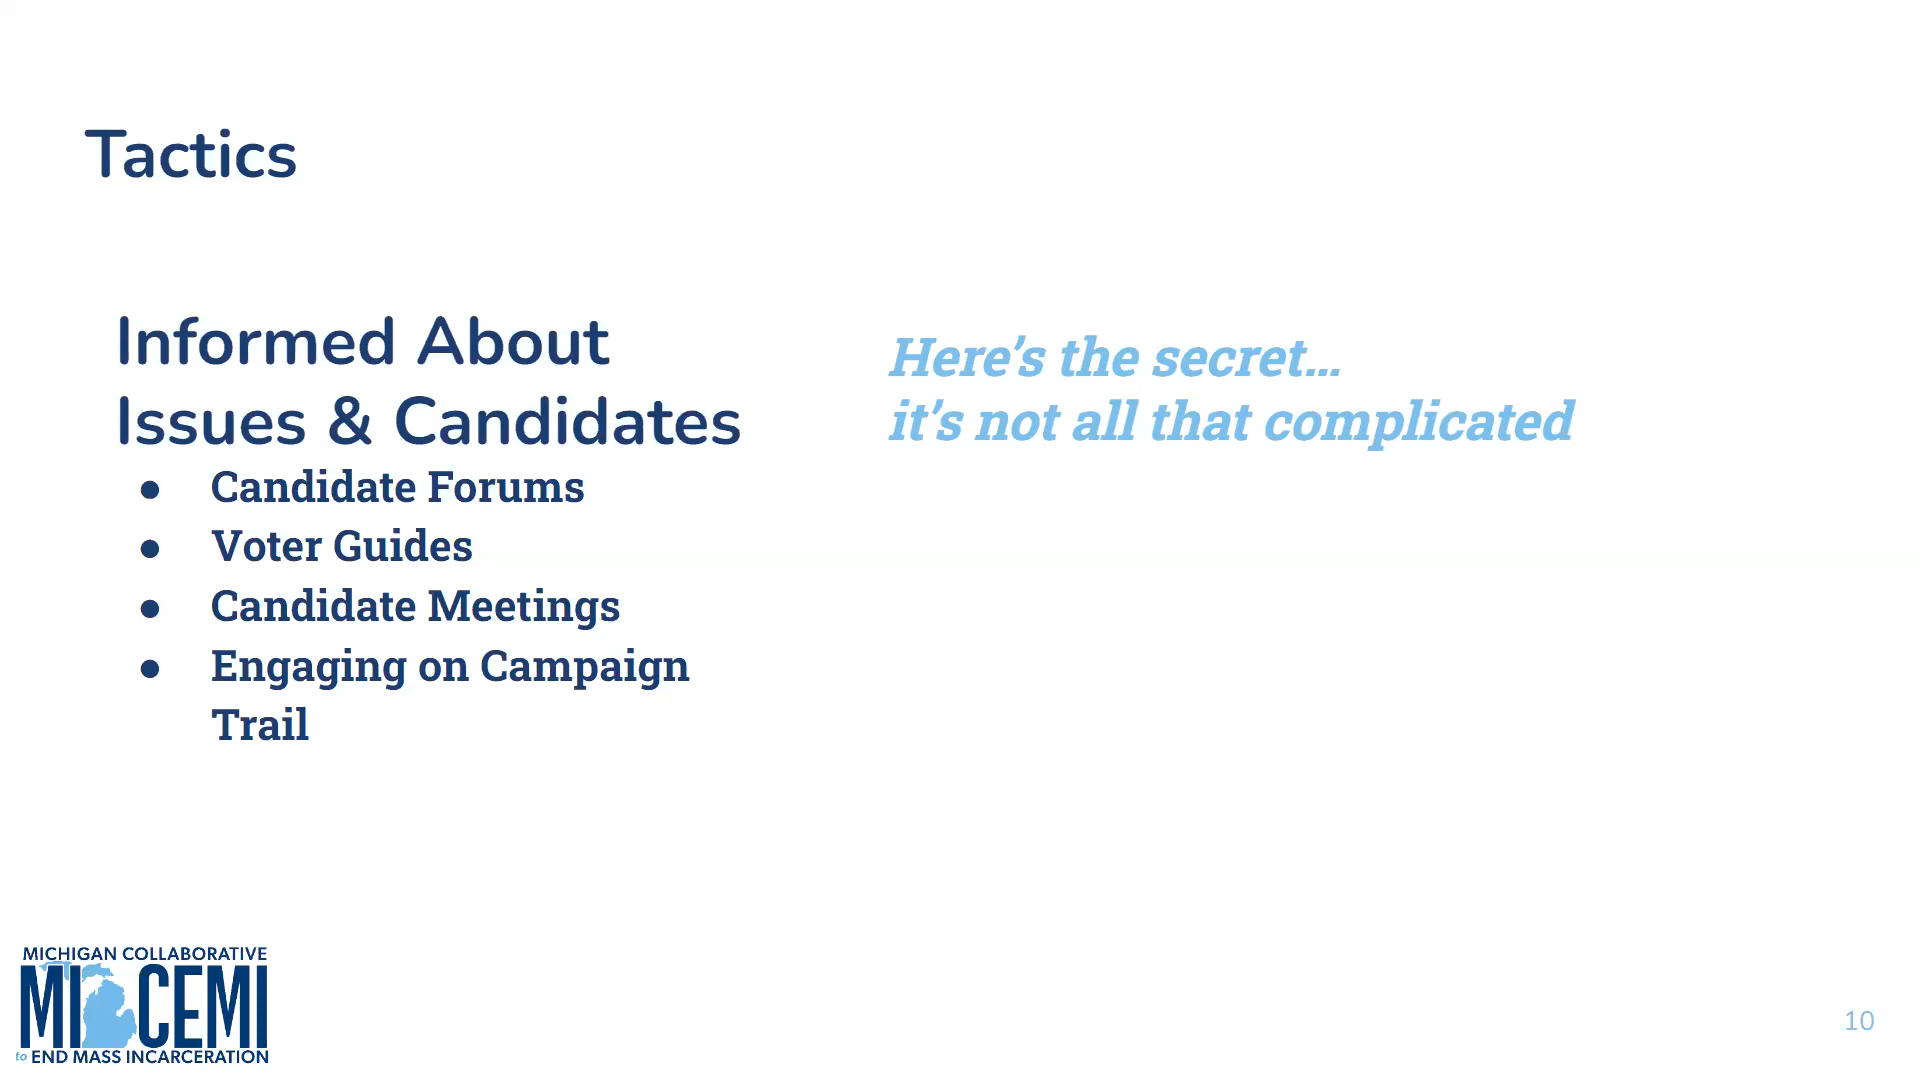 Tactics
Informed About
Issues & Candidates
● Candidate Forums
● Voter Guides
● Candidate Meetings
● Engaging on Campaign
Trail
Here’s the secret...
it’s not all that complicated
MICHIGAN COLLABORATIVE
MI CEMI
to END MASS INCARCERATION
10